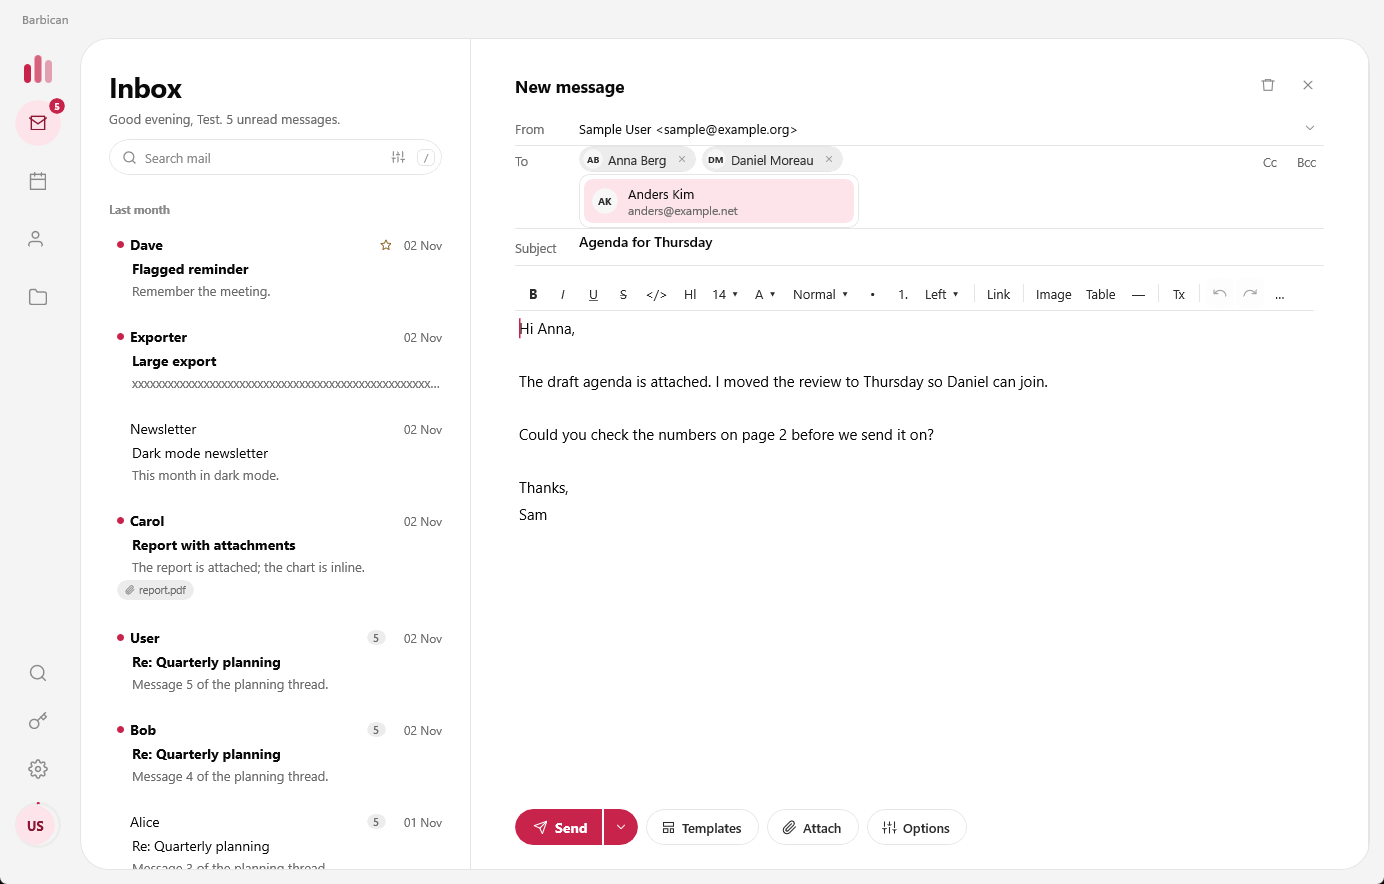 Barbican
5
Inbox
Good evening, Test. 5 unread messages.
Search mail /
Last month
Dave 02 Nov
Flagged reminder
Remember the meeting.
Exporter 02 Nov
Large export
xxxxxxxxxxxxxxxxxxxxxxxxxxxxxxxxxxxxxxxxxxxxxxxxxx...
Newsletter 02 Nov
Dark mode newsletter
This month in dark mode.
Carol 02 Nov
Report with attachments
The report is attached; the chart is inline.
report.pdf
User 5 02 Nov
Re: Quarterly planning
Message 5 of the planning thread.
Bob 5 02 Nov
Re: Quarterly planning
Message 4 of the planning thread.
Alice 5 01 Nov
Re: Quarterly planning
Message 3 of the planning thread.
US
New message
From Sample User <sample@example.org>
To AB Anna Berg × DM Daniel Moreau × Cc Bcc
AK Anders Kim
anders@example.net
Subject Agenda for Thursday
B I U S </> Hl 14 A Normal • 1. Left Link Image Table — Tx ...
Hi Anna,
The draft agenda is attached. I moved the review to Thursday so Daniel can join.
Could you check the numbers on page 2 before we send it on?
Thanks,
Sam
Send Templates Attach Options